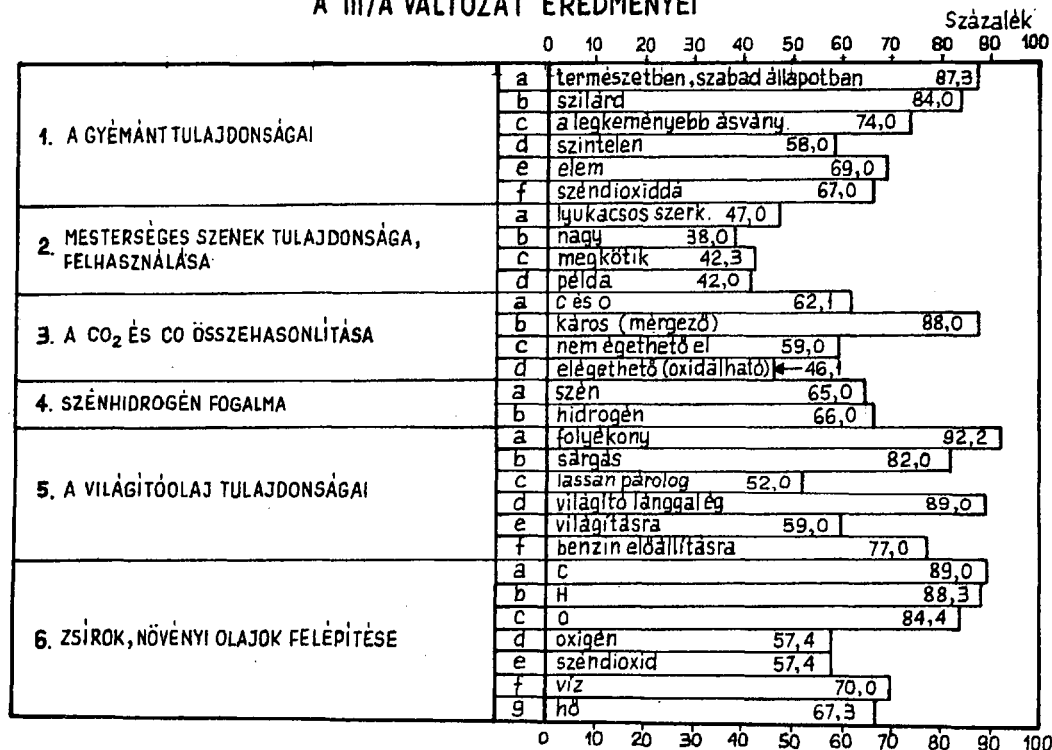 A III/A VÁLTOZAT EREDMÉNYEI
Százalék
0 10 20 30 40 50 60 70 80 90 100
1. A GYÉMÁNT TULAJDONSÁGAI
a természetben, szabad állapotban 87,3
b szilárd 84,0
c a legkeményebb ásvány. 74,0
d színtelen 58,0
e elem 69,0
f széndioxiddá 67,0
2. MESTERSÉGES SZENEK TULAJDONSÁGA, FELHASZNÁLÁSA
a lyukacsos szerk. 47,0
b nagy 38,0
c megkötik 42,3
d példa 42,0
3. A CO₂ ÉS CO ÖSSZEHASONLÍTÁSA
a C és O 62,1
b káros (mérgező) 88,0
c nem égethető el 59,0
d elégethető (oxidálható) 46,1
4. SZÉNHIDROGÉN FOGALMA
a szén 65,0
b hidrogén 66,0
5. A VILÁGÍTÓOLAJ TULAJDONSÁGAI
a folyékony 92,2
b sárgás 82,0
c lassan párolog 52,0
d világító lánggal ég 89,0
e világításra 59,0
f benzin előállításra 77,0
6. ZSÍROK, NÖVÉNYI OLAJOK FELÉPÍTÉSE
a C 89,0
b H 88,3
c O 84,4
d oxigén 57,4
e széndioxid 57,4
f víz 70,0
g hő 67,3
0 10 20 30 40 50 60 70 80 90 100